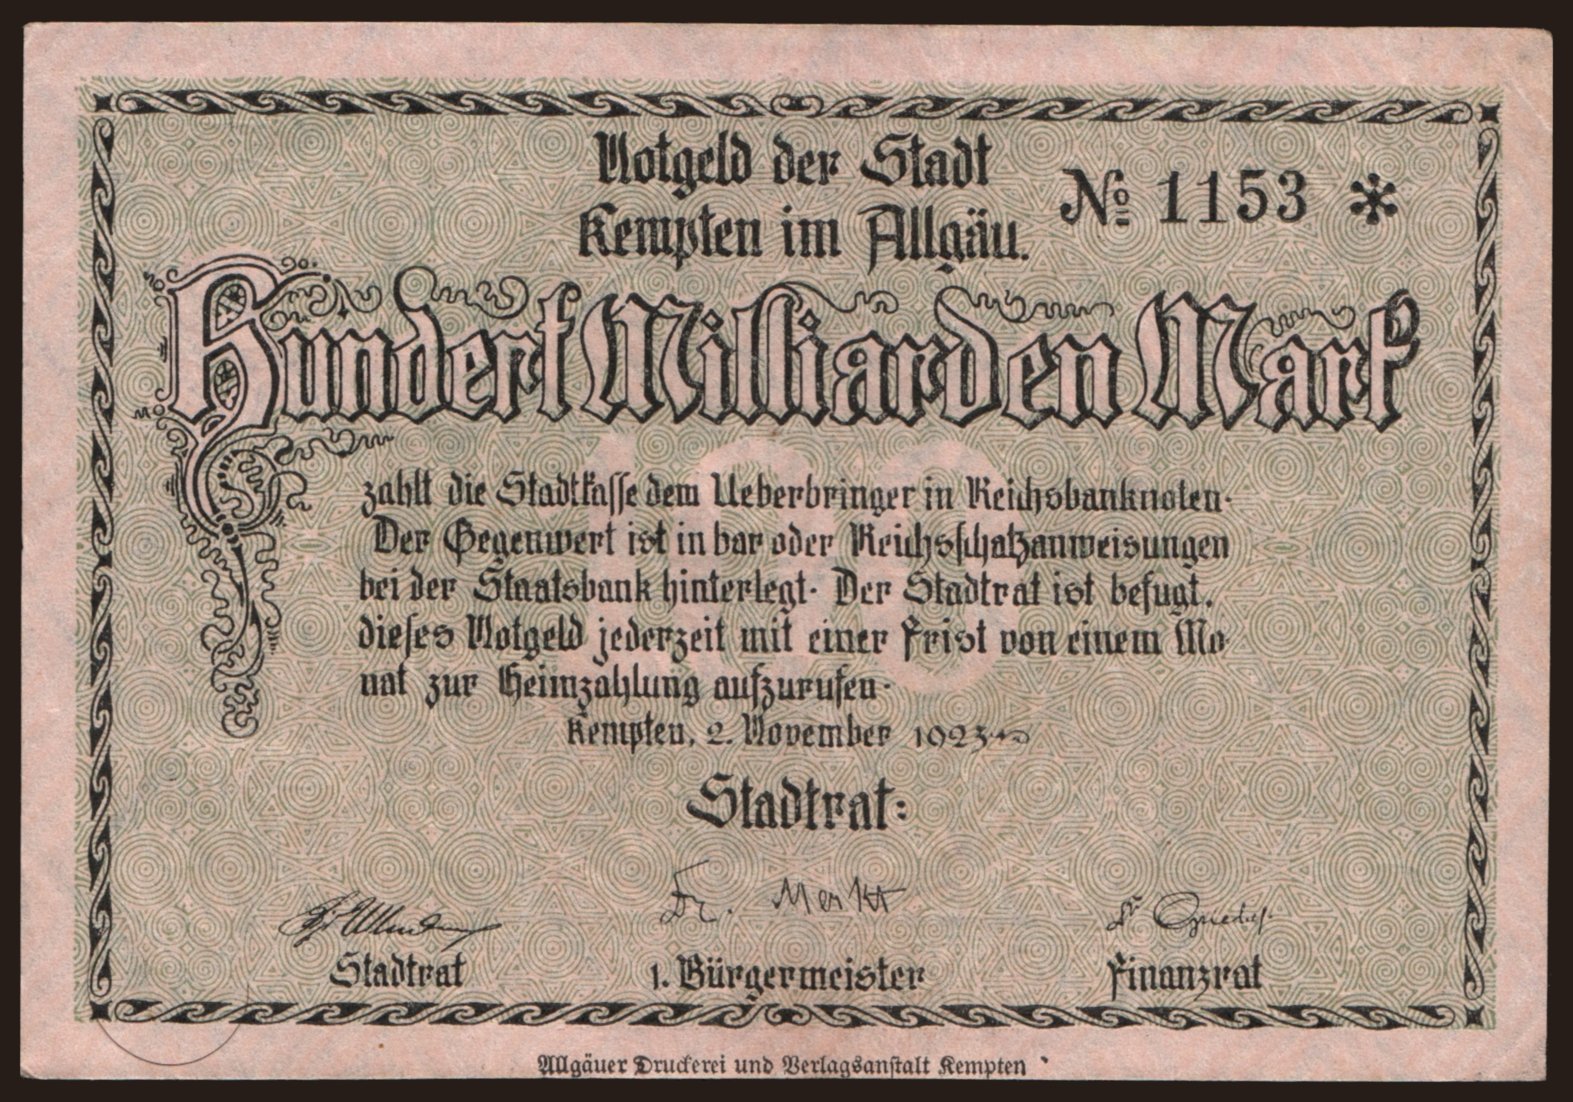 Notgeld der Stadt
Kempten im Allgäu.
№ 1153 *
Hundert Milliarden Mark
100
zahlt die Stadtkasse dem Ueberbringer in Reichsbanknoten.
Der Gegenwert ist in bar oder Reichsschatzanweisungen
bei der Staatsbank hinterlegt. Der Stadtrat ist befugt,
dieses Notgeld jederzeit mit einer Frist von einem Mo-
nat zur Heimzahlung aufzurufen.
Kempten, 2. November 1923
Stadtrat:
Dr. Merkt
Stadtrat
1. Bürgermeister
Finanzrat
Allgäuer Druckerei und Verlagsanstalt Kempten